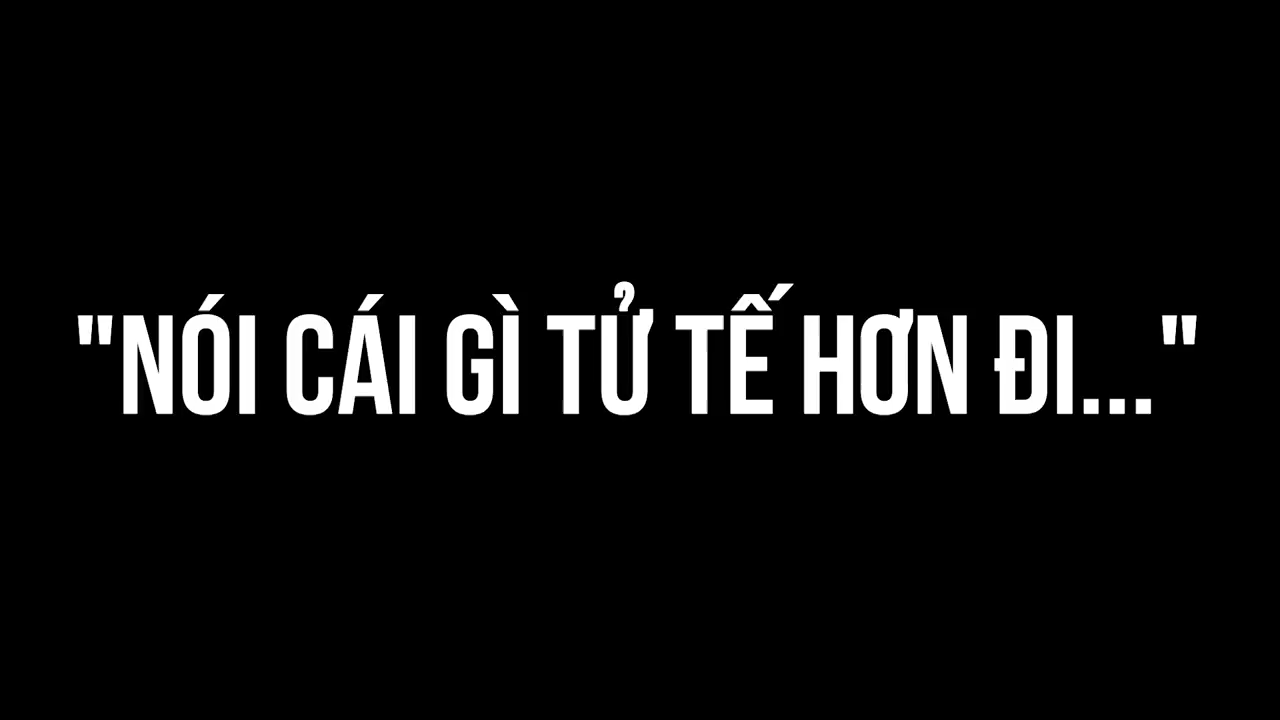 "NÓI CÁI GÌ TỬ TẾ HƠN ĐI..."